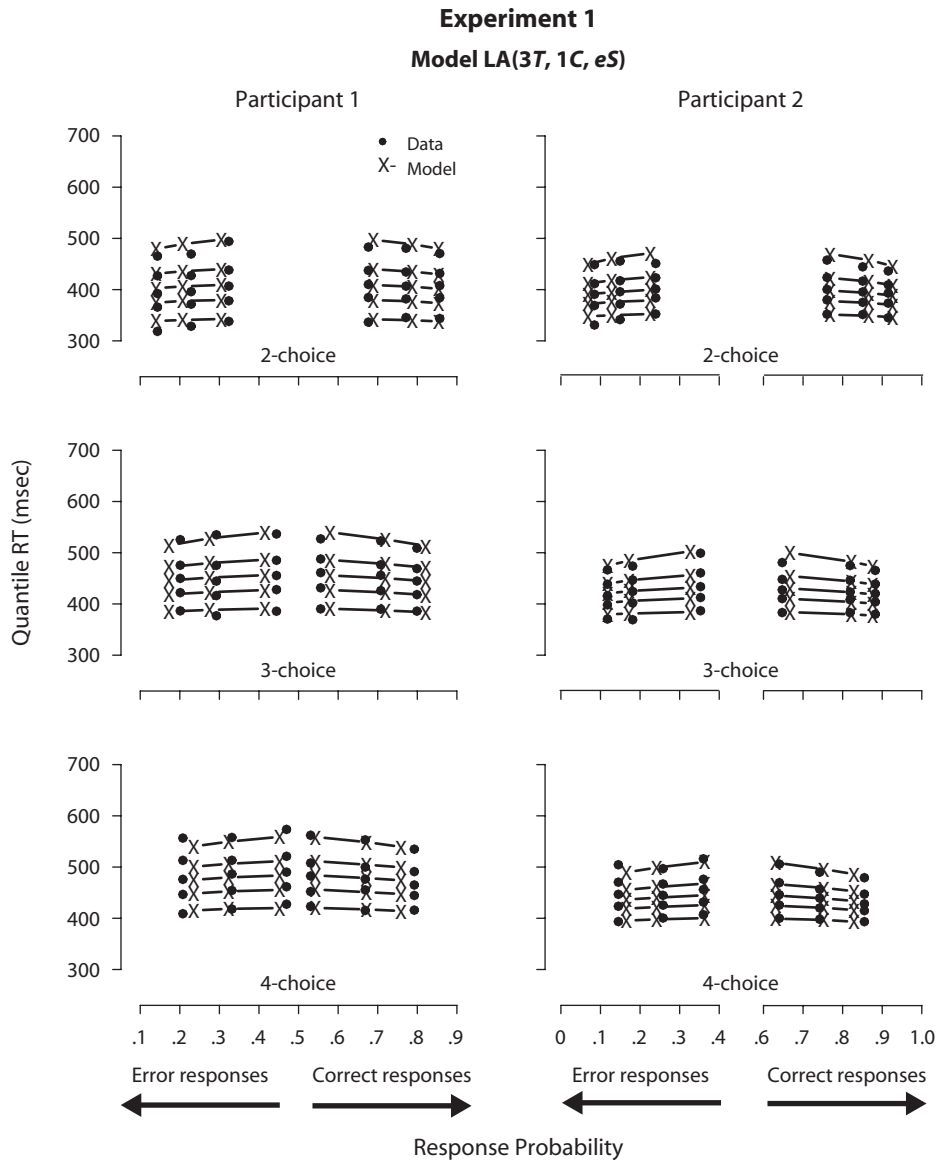 Experiment 1
Model LA(3T, 1C, eS)
Participant 1
Participant 2
Data
X- Model
700
600
500
400
300
2-choice
2-choice
Quantile RT (msec)
700
600
500
400
300
3-choice
3-choice
700
600
500
400
300
4-choice
4-choice
.1 .2 .3 .4 .5 .6 .7 .8 .9
0 .1 .2 .3 .4 .6 .7 .8 .9 1.0
Error responses Correct responses
Error responses Correct responses
Response Probability